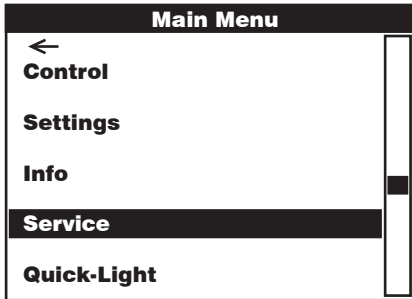 Main Menu
←
Control
Settings
Info
Service
Quick-Light